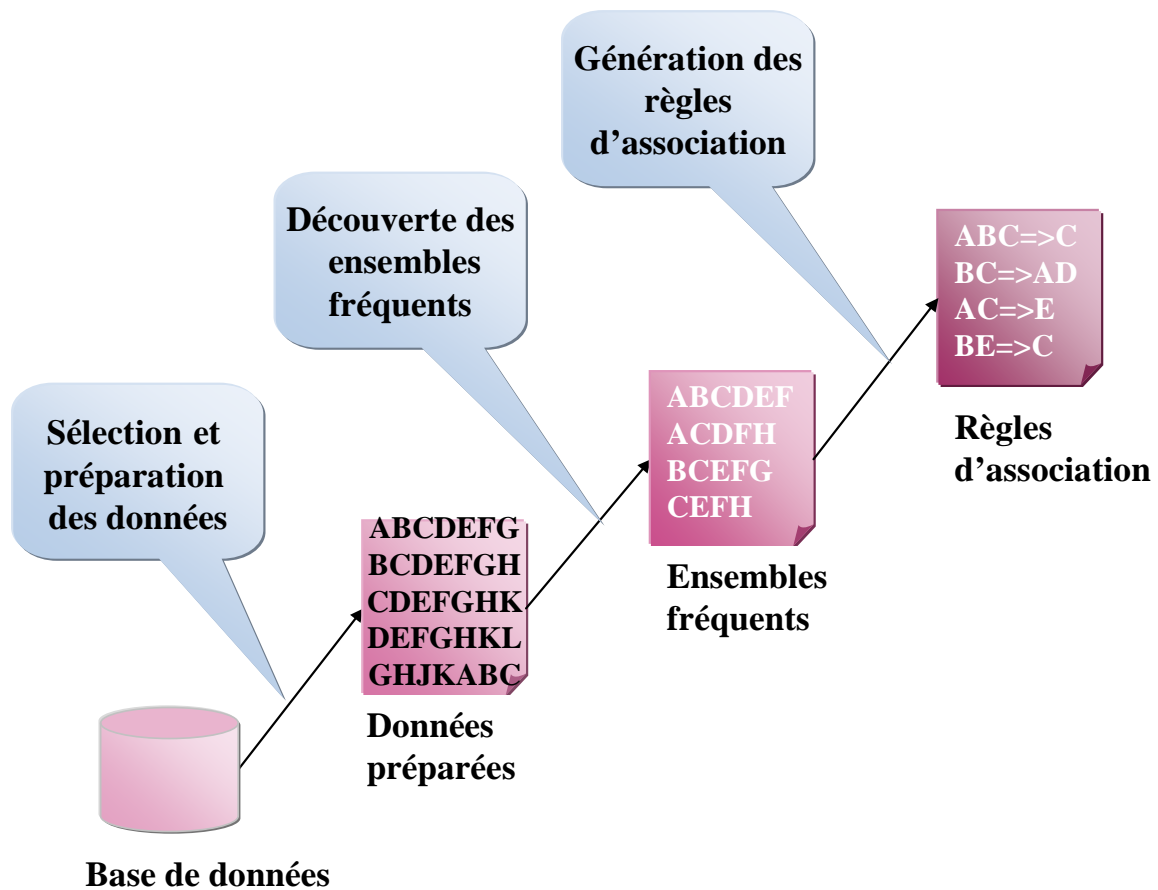 Génération des
règles
d’association
Découverte des
ensembles
fréquents
Sélection et
préparation
des données
ABC=>C
BC=>AD
AC=>E
BE=>C
Règles
d’association
ABCDEF
ACDFH
BCEFG
CEFH
Ensembles
fréquents
ABCDEFG
BCDEFGH
CDEFGHK
DEFGHKL
GHJKABC
Données
préparées
Base de données